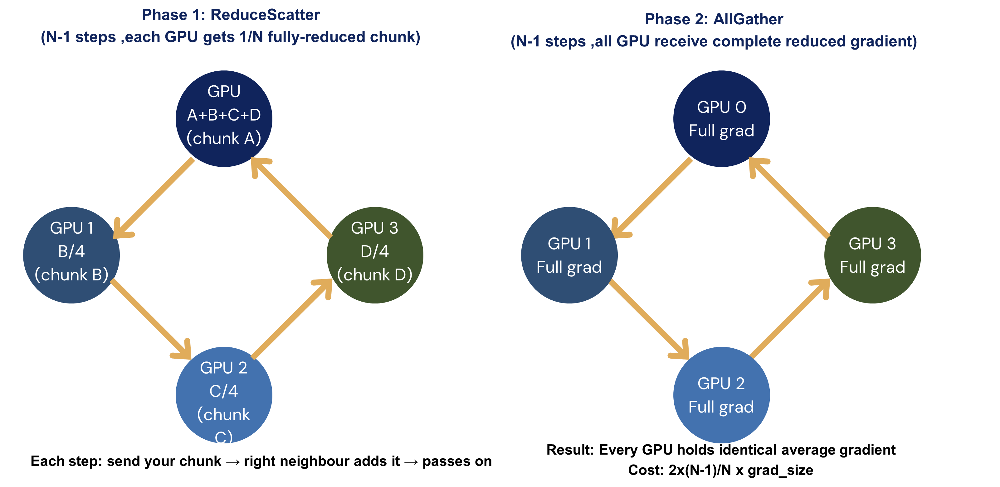 Phase 1: ReduceScatter
(N-1 steps ,each GPU gets 1/N fully-reduced chunk)
GPU
A+B+C+D
(chunk A)
GPU 1
B/4
(chunk B)
GPU 3
D/4
(chunk D)
GPU 2
C/4
(chunk
C)
Each step: send your chunk → right neighbour adds it → passes on
Phase 2: AllGather
(N-1 steps ,all GPU receive complete reduced gradient)
GPU 0
Full grad
GPU 1
Full grad
GPU 3
Full grad
GPU 2
Full grad
Result: Every GPU holds identical average gradient
Cost: 2x(N-1)/N x grad_size